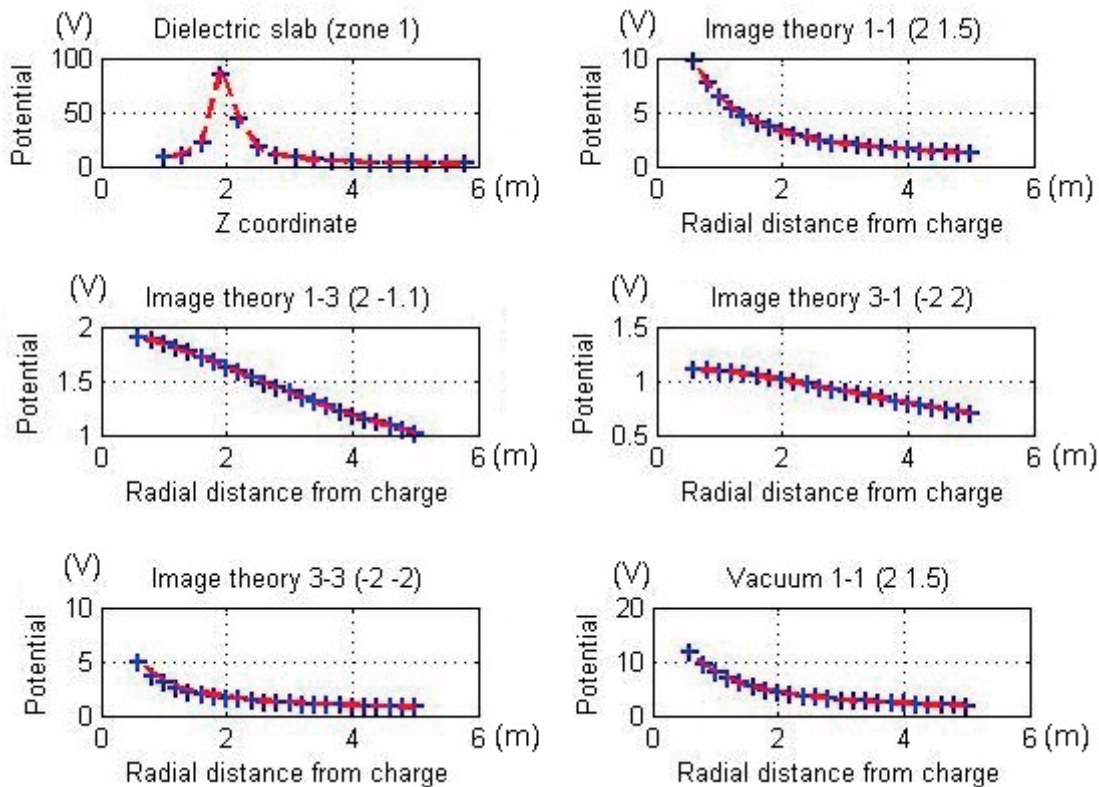 (V)
Dielectric slab (zone 1)
100
50
0
Potential
0
2
4
6 (m)
Z coordinate
(V)
Image theory 1-1 (2 1.5)
10
5
0
Potential
0
2
4
6 (m)
Radial distance from charge
(V)
Image theory 1-3 (2 -1.1)
2
1.5
1
Potential
0
2
4
6 (m)
Radial distance from charge
(V)
Image theory 3-1 (-2 2)
1.5
1
0.5
Potential
0
2
4
6 (m)
Radial distance from charge
(V)
Image theory 3-3 (-2 -2)
10
5
0
Potential
0
2
4
6 (m)
Radial distance from charge
(V)
Vacuum 1-1 (2 1.5)
20
10
0
Potential
0
2
4
6 (m)
Radial distance from charge